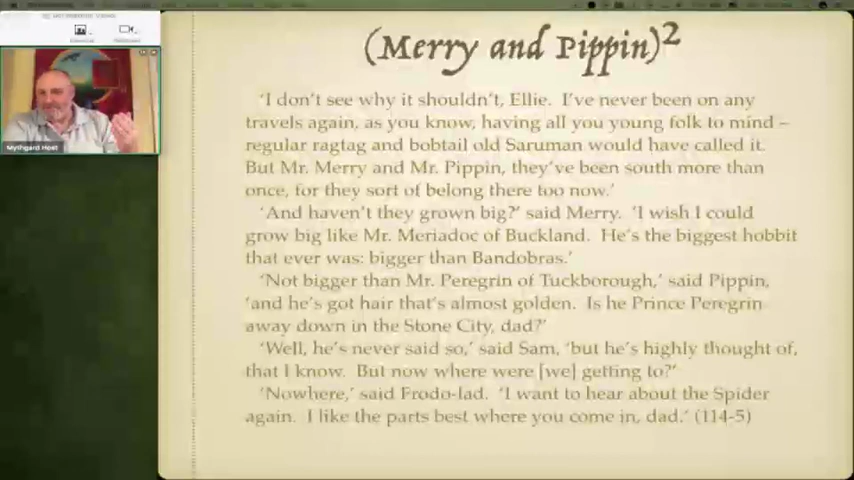 (Merry and Pippin)²
'I don't see why it shouldn't, Ellie. I've never been on any
travels again, as you know, having all you young folk to mind –
regular ragtag and bobtail old Saruman would have called it.
But Mr. Merry and Mr. Pippin, they've been south more than
once, for they sort of belong there too now.'
'And haven't they grown big?' said Merry. 'I wish I could
grow big like Mr. Meriadoc of Buckland. He's the biggest hobbit
that ever was: bigger than Bandobras.'
'Not bigger than Mr. Peregrin of Tuckborough,' said Pippin,
'and he's got hair that's almost golden. Is he Prince Peregrin
away down in the Stone City, dad?'
'Well, he's never said so,' said Sam, 'but he's highly thought of,
that I know. But now where were [we] getting to?'
'Nowhere,' said Frodo-lad. 'I want to hear about the Spider
again. I like the parts best where you come in, dad.' (114-5)
Mythgard Host